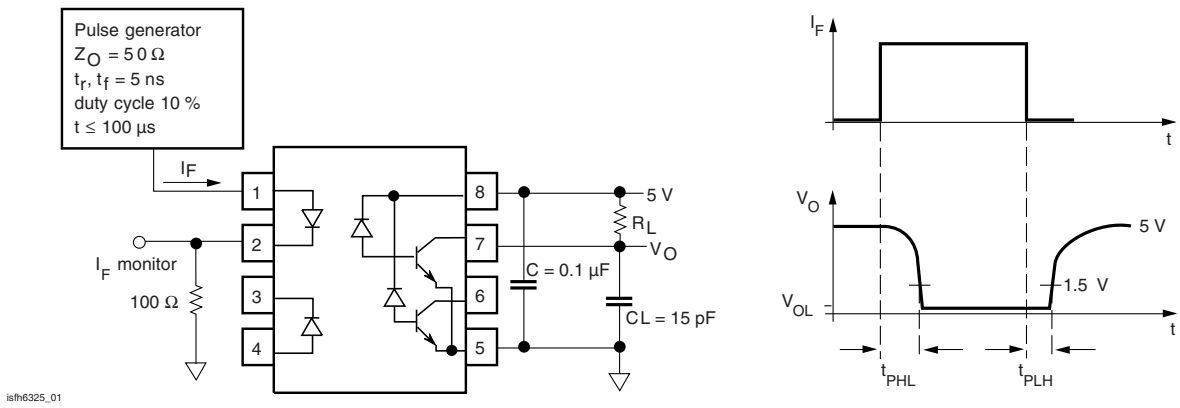 Pulse generator
Z_O = 50 Ω
t_r, t_f = 5 ns
duty cycle 10 %
t ≤ 100 µs
I_F
1
2
3
4
8
7
6
5
I_F monitor
100 Ω
5 V
R_L
V_O
C = 0.1 µF
CL = 15 pF
isfh6325_01
I_F
t
V_O
5 V
1.5 V
V_OL
t
t_PHL
t_PLH